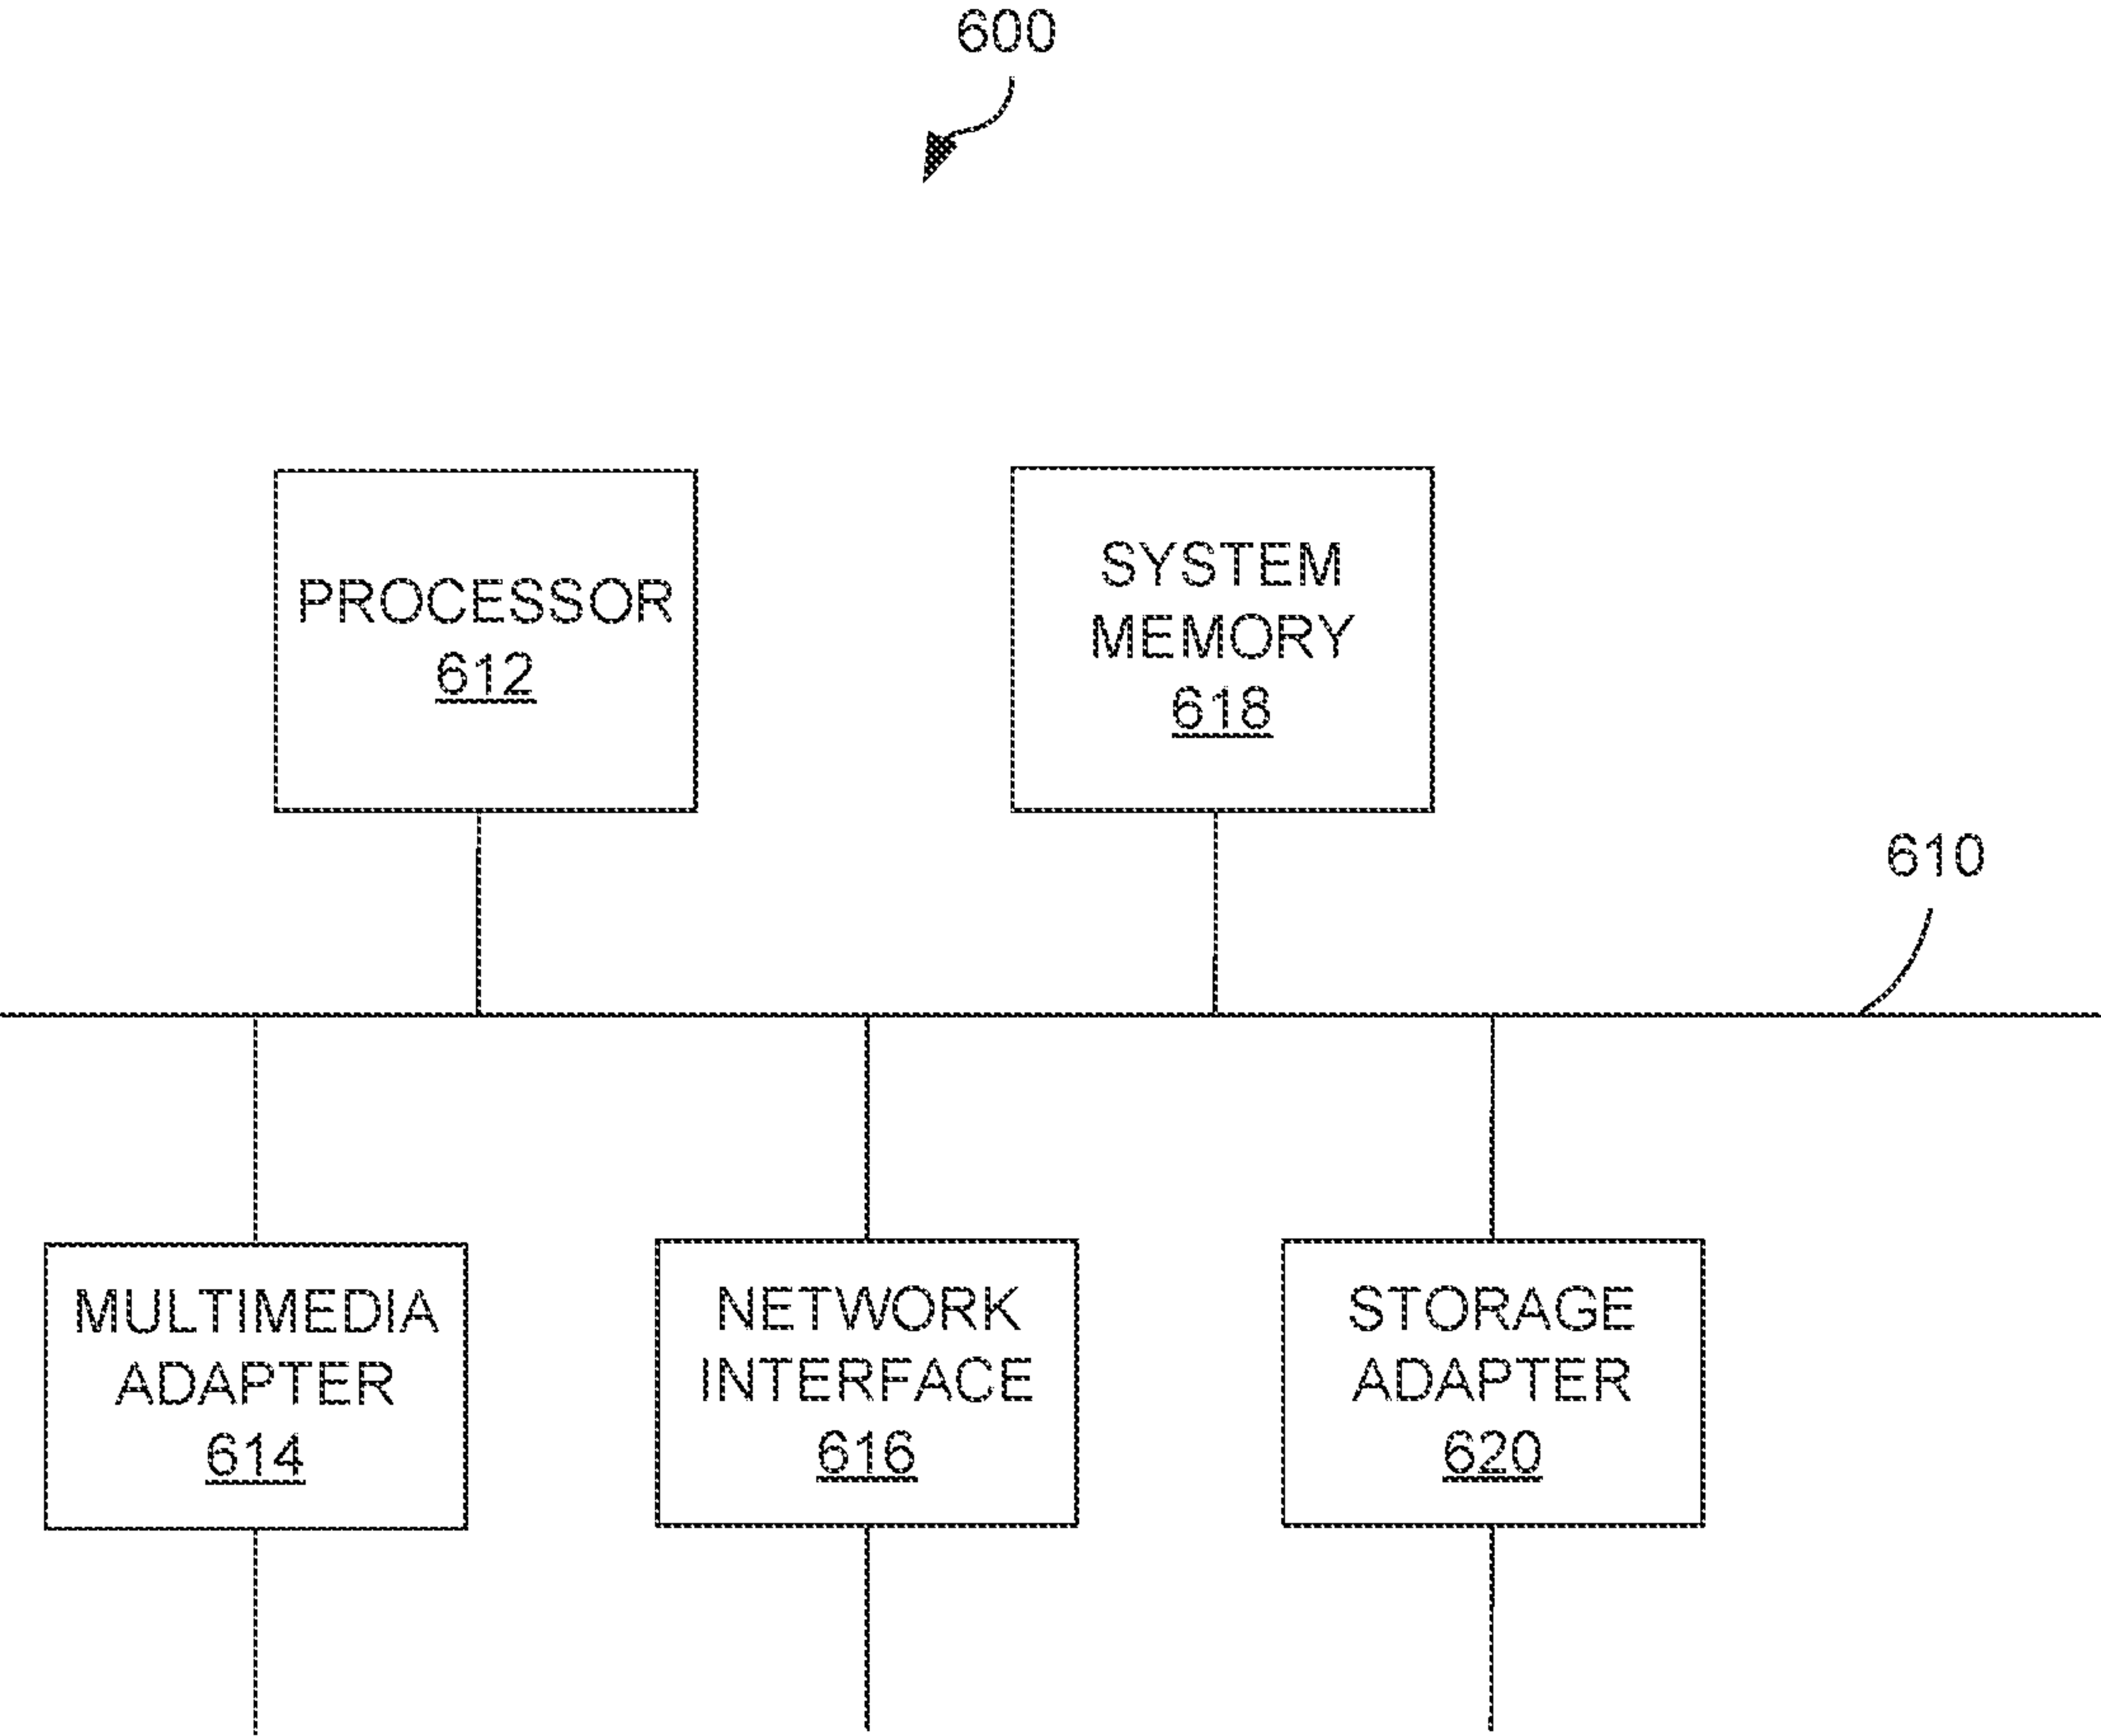 600
PROCESSOR
612
SYSTEM
MEMORY
618
610
MULTIMEDIA
ADAPTER
614
NETWORK
INTERFACE
616
STORAGE
ADAPTER
620